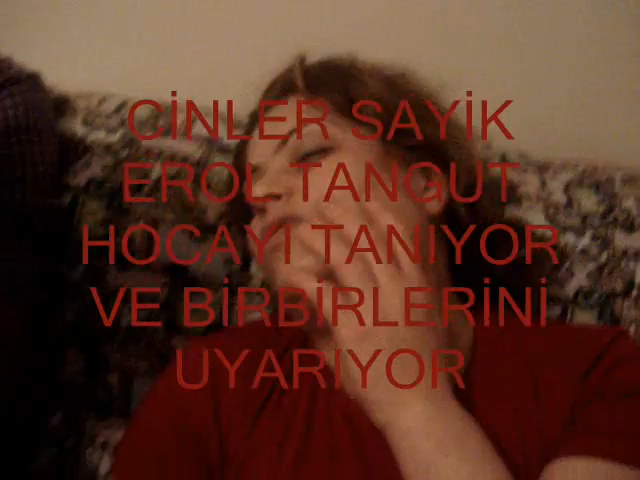 CİNLER SAYİK
EROL TANGUT
HOCAYI TANIYOR
VE BİRBİRLERİNİ
UYARIYOR